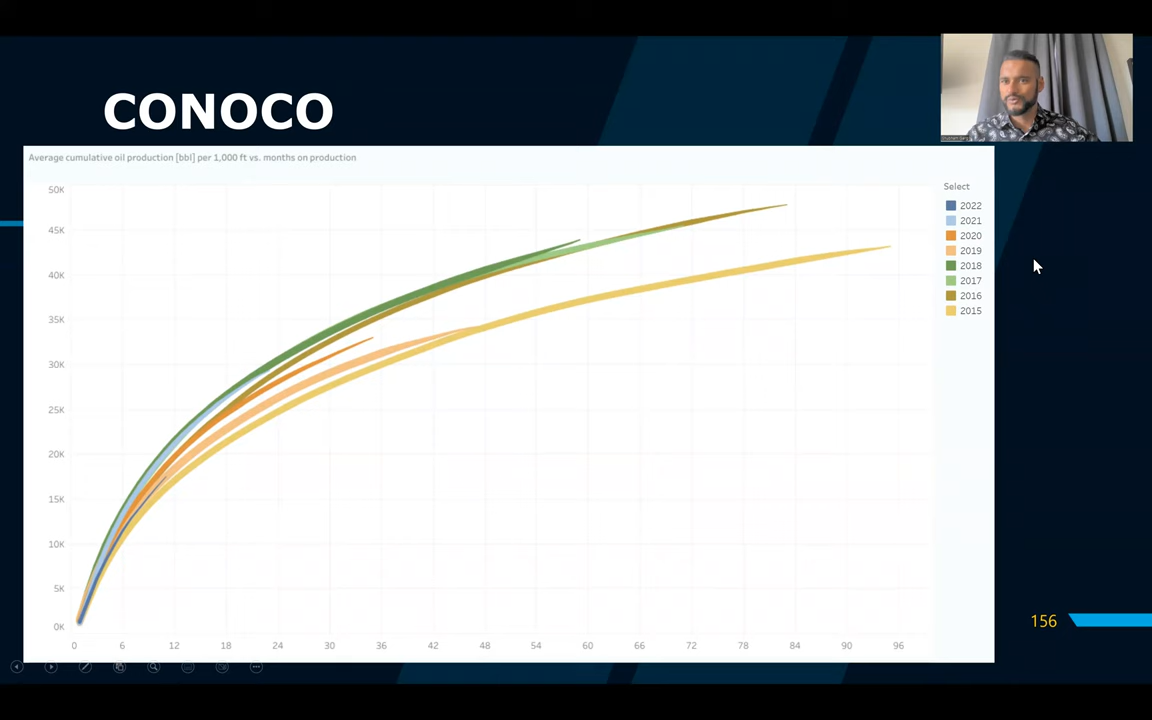 CONOCO
Average cumulative oil production [bbl] per 1,000 ft vs. months on production
50K
45K
40K
35K
30K
25K
20K
15K
10K
5K
0K
0 6 12 18 24 30 36 42 48 54 60 66 72 78 84 90 96
Select
2022
2021
2020
2019
2018
2017
2016
2015
156